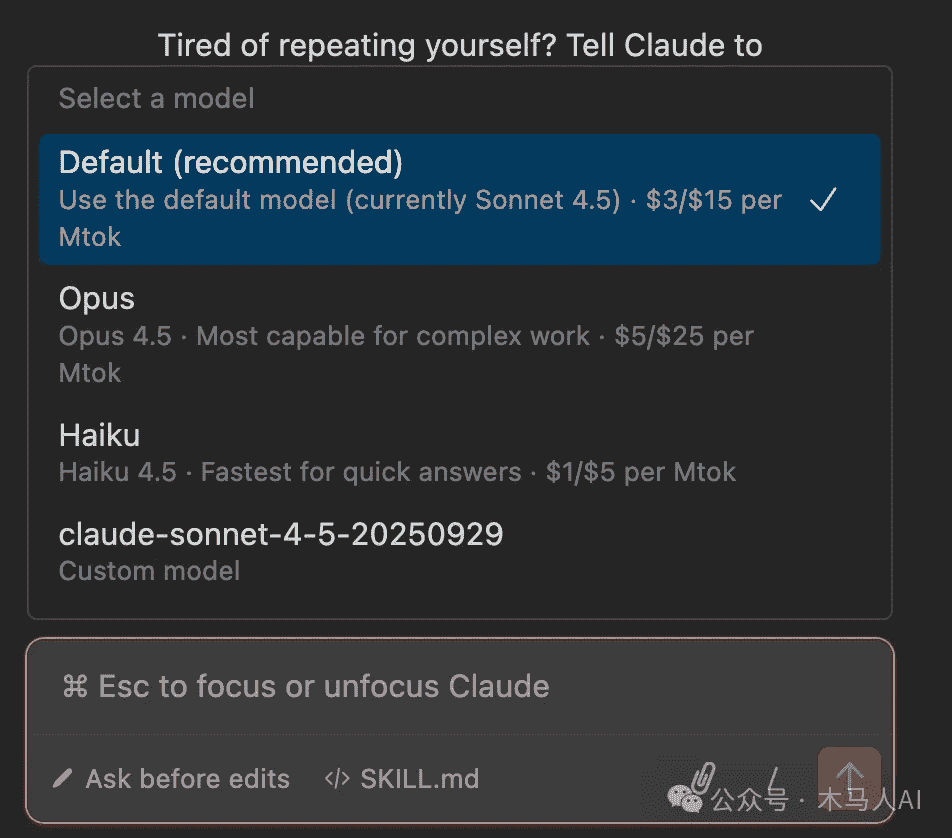 Tired of repeating yourself? Tell Claude to
Select a model
Default (recommended)
Use the default model (currently Sonnet 4.5) · $3/$15 per
Mtok
Opus
Opus 4.5 · Most capable for complex work · $5/$25 per
Mtok
Haiku
Haiku 4.5 · Fastest for quick answers · $1/$5 per Mtok
claude-sonnet-4-5-20250929
Custom model
⌘ Esc to focus or unfocus Claude
Ask before edits </> SKILL.md
公众号 · 木马人AI